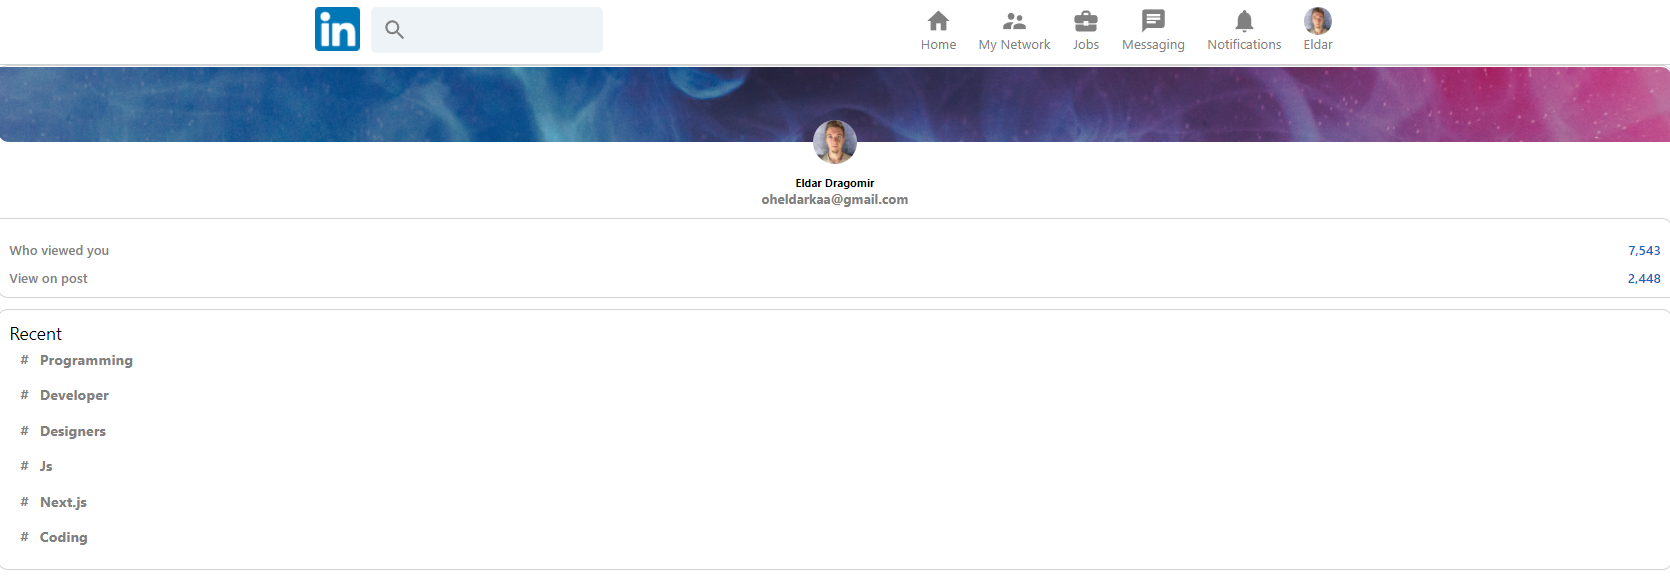 in
Home My Network Jobs Messaging Notifications Eldar
Eldar Dragomir
oheldarkaa@gmail.com
Who viewed you 7,543
View on post 2,448
Recent
# Programming
# Developer
# Designers
# Js
# Next.js
# Coding